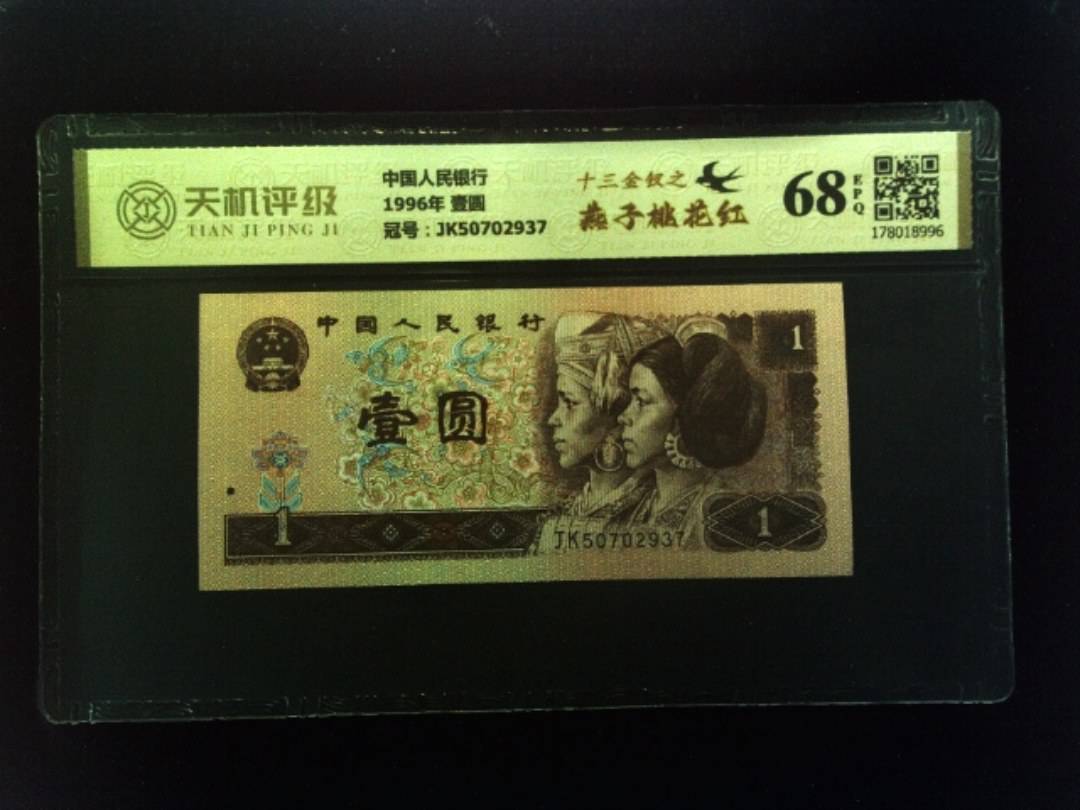 天机评级
TIAN JI PING JI
中国人民银行
1996年 壹圆
冠号：JK50702937
十三金钗之
燕子桃花红
68
EPQ
178018996
中国人民银行
1
壹圆
1
JK50702937
1